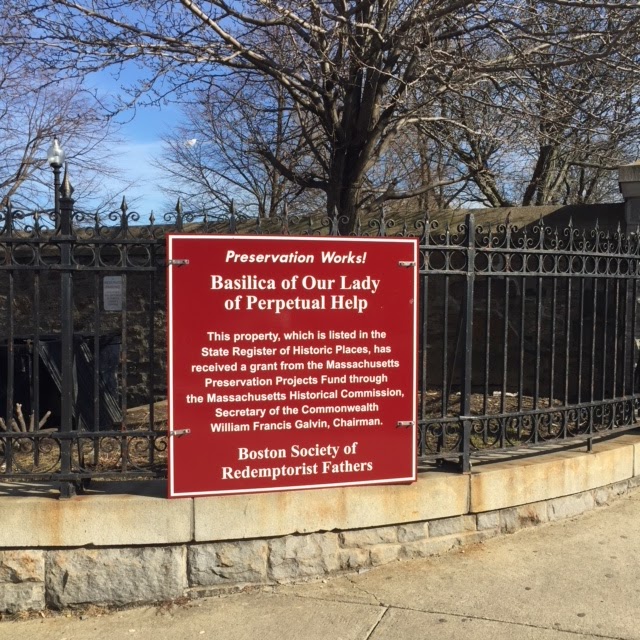 Preservation Works!
Basilica of Our Lady
of Perpetual Help
This property, which is listed in the
State Register of Historic Places, has
received a grant from the Massachusetts
Preservation Projects Fund through
the Massachusetts Historical Commission,
Secretary of the Commonwealth
William Francis Galvin, Chairman.
Boston Society of
Redemptorist Fathers